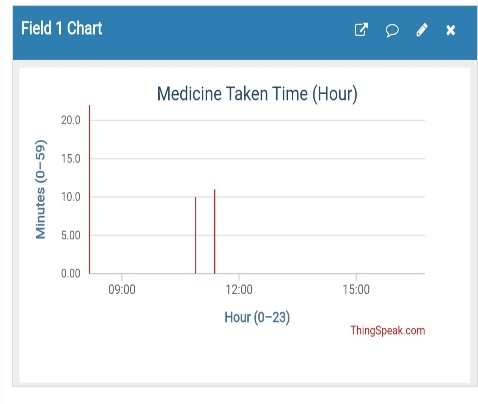 Field 1 Chart
Medicine Taken Time (Hour)
Minutes (0–59)
20.0
15.0
10.0
5.00
0.00
09:00 12:00 15:00
Hour (0–23)
ThingSpeak.com